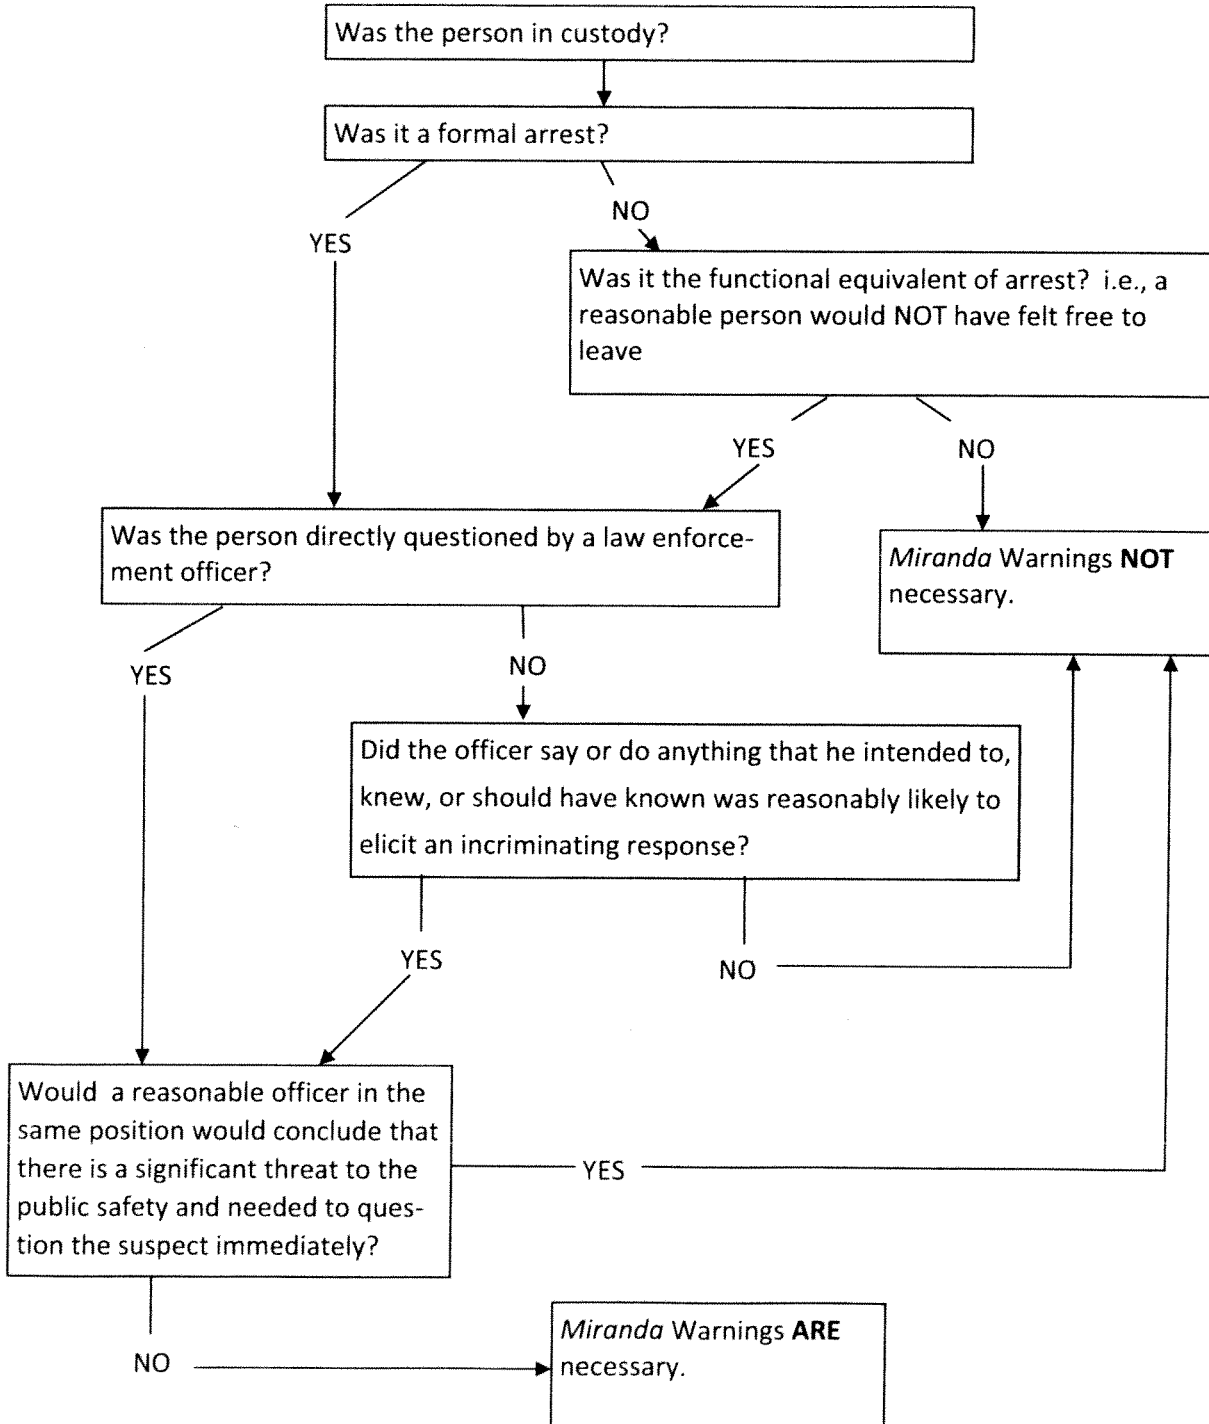 Was the person in custody?
Was it a formal arrest?
YES
NO
Was it the functional equivalent of arrest?  i.e., a
reasonable person would NOT have felt free to
leave
YES
NO
Was the person directly questioned by a law enforce-
ment officer?
Miranda Warnings NOT
necessary.
YES
NO
Did the officer say or do anything that he intended to,
knew, or should have known was reasonably likely to
elicit an incriminating response?
YES
NO
Would  a reasonable officer in the
same position would conclude that
there is a significant threat to the
public safety and needed to ques-
tion the suspect immediately?
YES
NO
Miranda Warnings ARE
necessary.